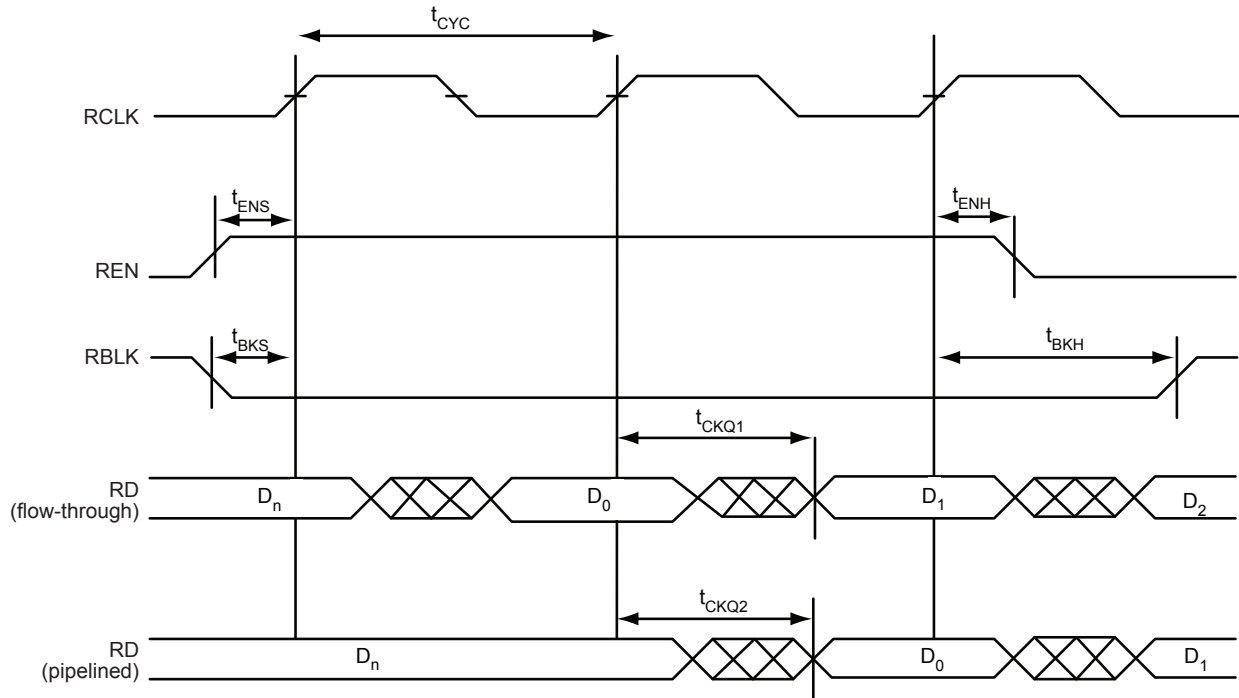 tCYC
RCLK
tENS
tENH
REN
tBKS
RBLK
tBKH
tCKQ1
RD
(flow-through)
Dn
D0
D1
D2
tCKQ2
RD
(pipelined)
Dn
D0
D1